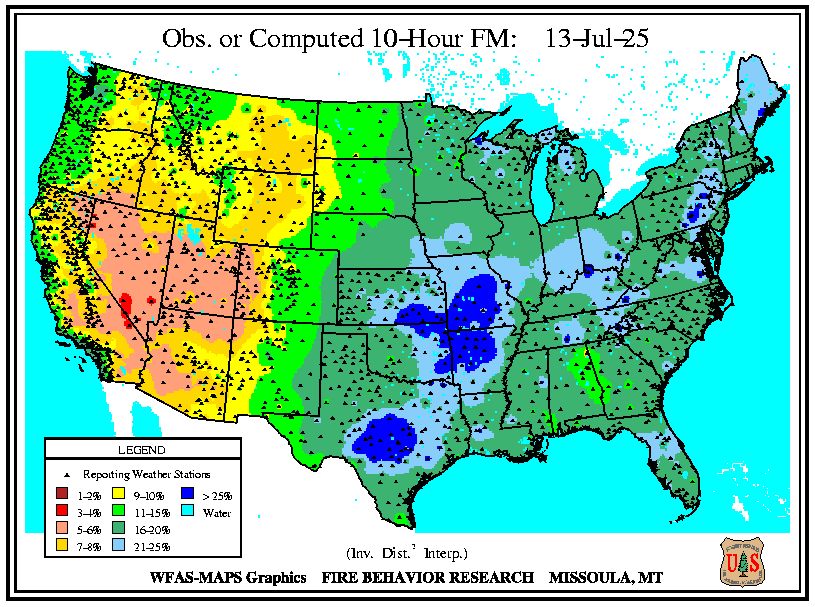 Obs. or Computed 10-Hour FM: 13-Jul-25
LEGEND
Reporting Weather Stations
1-2% 9-10% > 25%
3-4% 11-15% Water
5-6% 16-20%
7-8% 21-25%
(Inv. Dist.² Interp.)
WFAS-MAPS Graphics FIRE BEHAVIOR RESEARCH MISSOULA, MT
U S